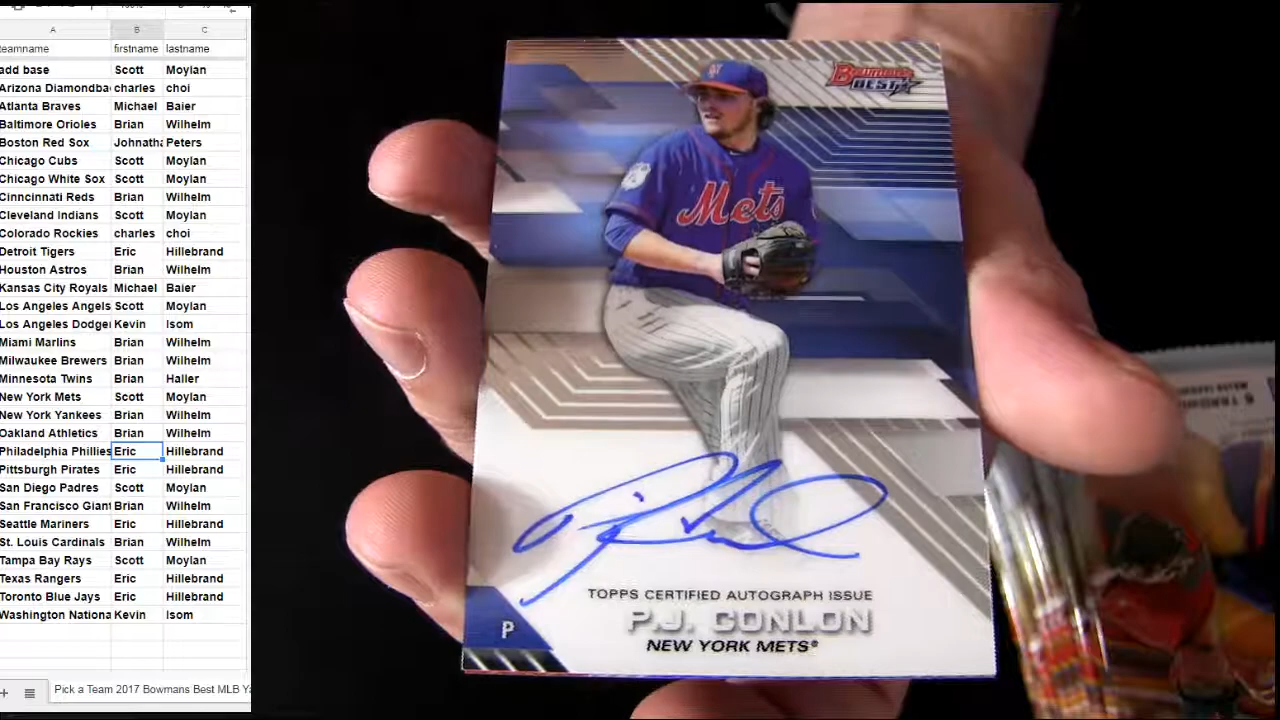 A B C
teamname firstname lastname
add base Scott Moylan
Arizona Diamondba charles choi
Atlanta Braves Michael Baier
Baltimore Orioles Brian Wilhelm
Boston Red Sox Johnatha Peters
Chicago Cubs Scott Moylan
Chicago White Sox Scott Moylan
Cinncinnati Reds Brian Wilhelm
Cleveland Indians Scott Moylan
Colorado Rockies charles choi
Detroit Tigers Eric Hillebrand
Houston Astros Brian Wilhelm
Kansas City Royals Michael Baier
Los Angeles Angels Scott Moylan
Los Angeles Dodger Kevin Isom
Miami Marlins Brian Wilhelm
Milwaukee Brewers Brian Wilhelm
Minnesota Twins Brian Haller
New York Mets Scott Moylan
New York Yankees Brian Wilhelm
Oakland Athletics Brian Wilhelm
Philadelphia Phillies Eric Hillebrand
Pittsburgh Pirates Eric Hillebrand
San Diego Padres Scott Moylan
San Francisco Giant Brian Wilhelm
Seattle Mariners Eric Hillebrand
St. Louis Cardinals Brian Wilhelm
Tampa Bay Rays Scott Moylan
Texas Rangers Eric Hillebrand
Toronto Blue Jays Eric Hillebrand
Washington Nationa Kevin Isom
Pick a Team 2017 Bowmans Best MLB Ya
BOWMAN'S
BEST
Mets
TOPPS CERTIFIED AUTOGRAPH ISSUE
P.J. CONLON
P
NEW YORK METS®